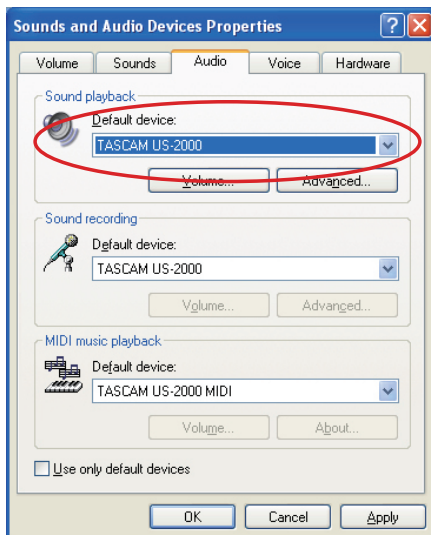 Sounds and Audio Devices Properties
Volume Sounds Audio Voice Hardware
Sound playback
Default device:
TASCAM US-2000
Volume... Advanced...
Sound recording
Default device:
TASCAM US-2000
Volume... Advanced...
MIDI music playback
Default device:
TASCAM US-2000 MIDI
Volume... About...
Use only default devices
OK Cancel Apply